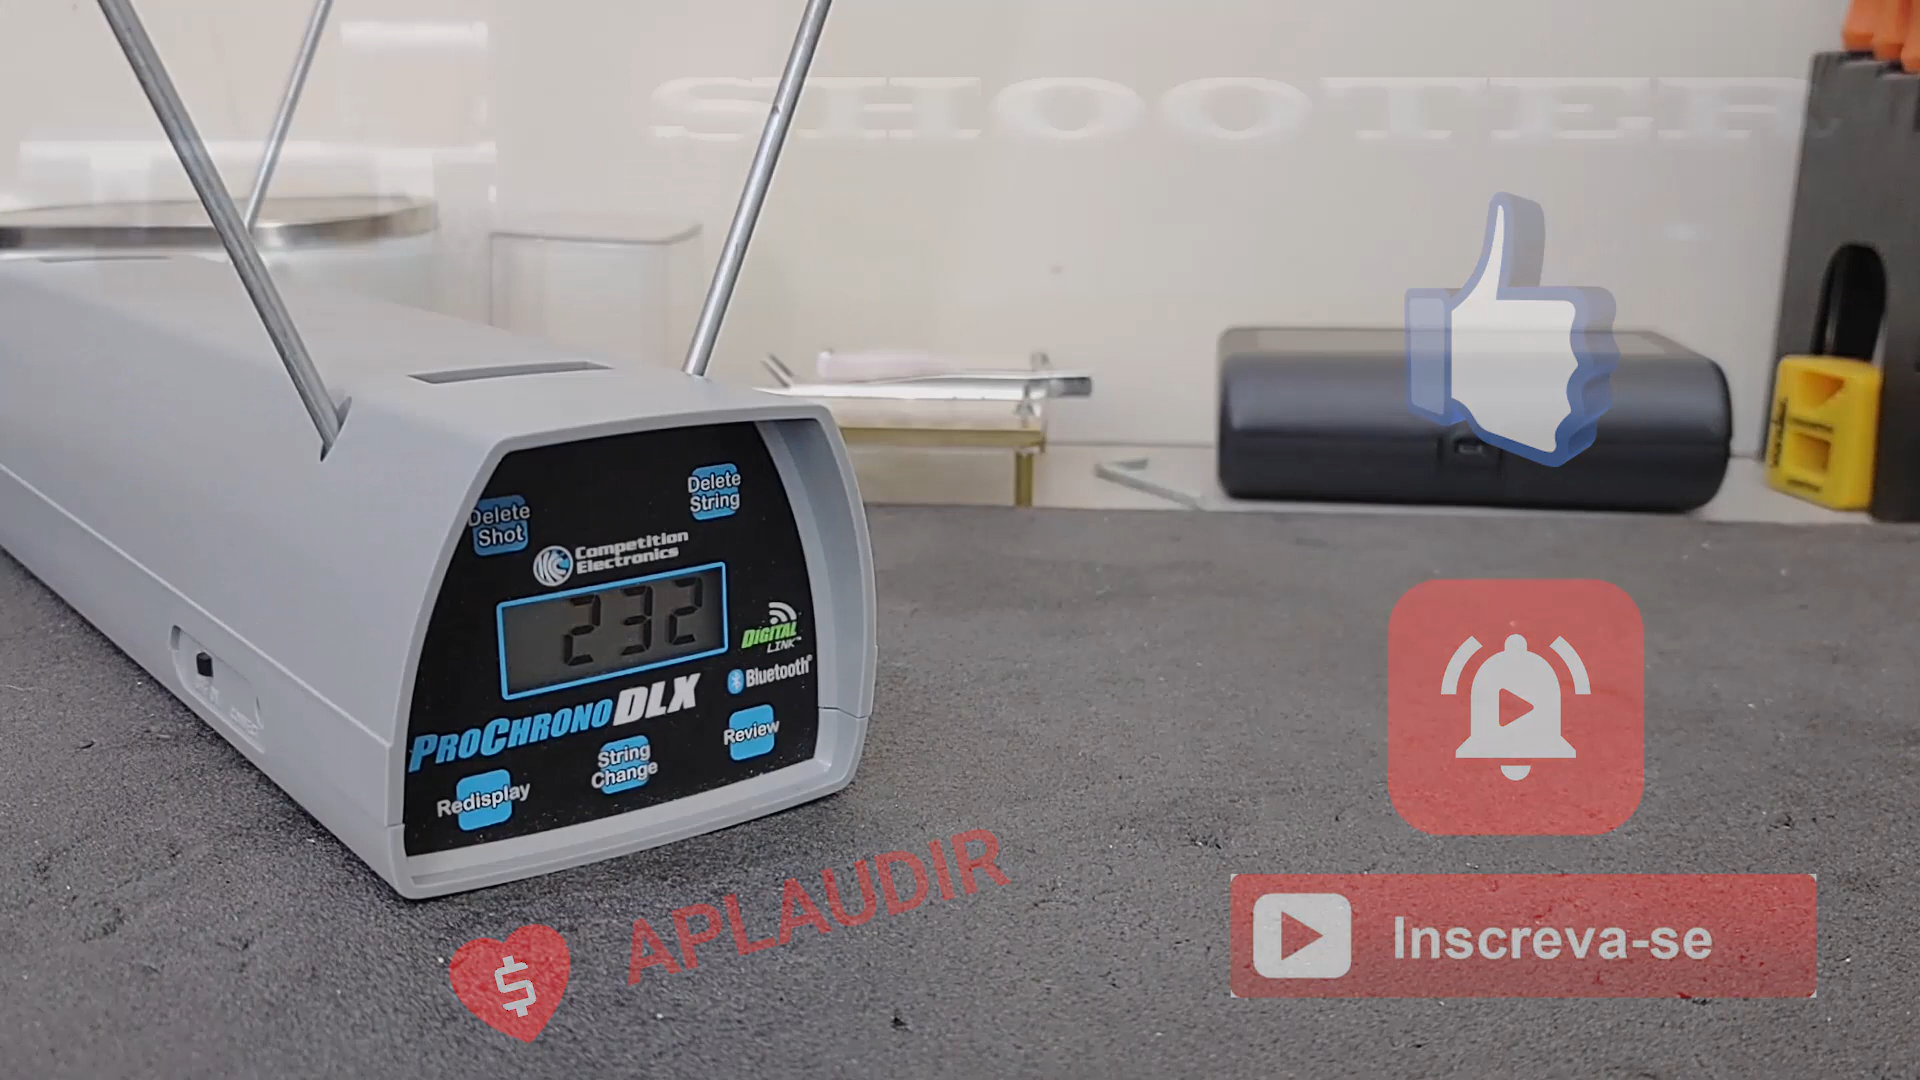 SHOOTER
Delete
Shot
Delete
String
Competition
Electronics
232
DIGITAL
LINK
Bluetooth®
PROCHRONO DLX
Redisplay
String
Change
Review
APLAUDIR
$
Inscreva-se